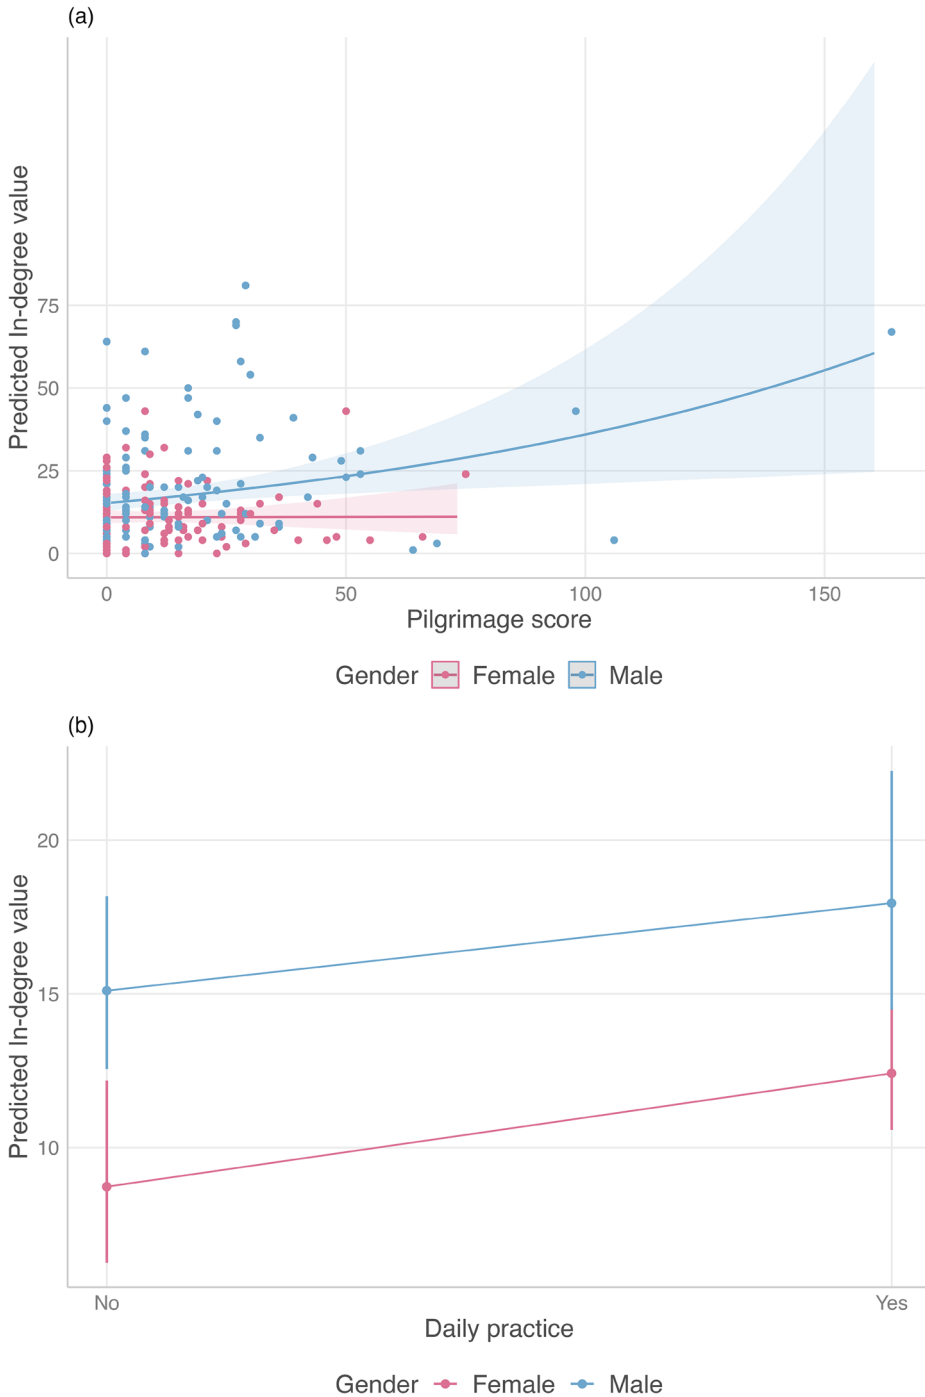 (a)
Predicted In-degree value
75
50
25
0
0 50 100 150
Pilgrimage score
Gender Female Male
(b)
Predicted In-degree value
20
15
10
No Yes
Daily practice
Gender Female Male